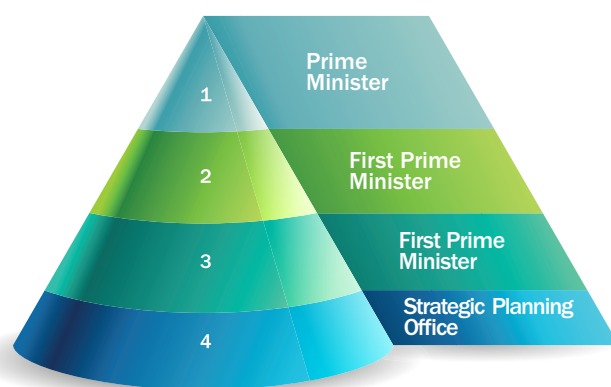 1
Prime
Minister
2
First Prime
Minister
3
First Prime
Minister
4
Strategic Planning
Office